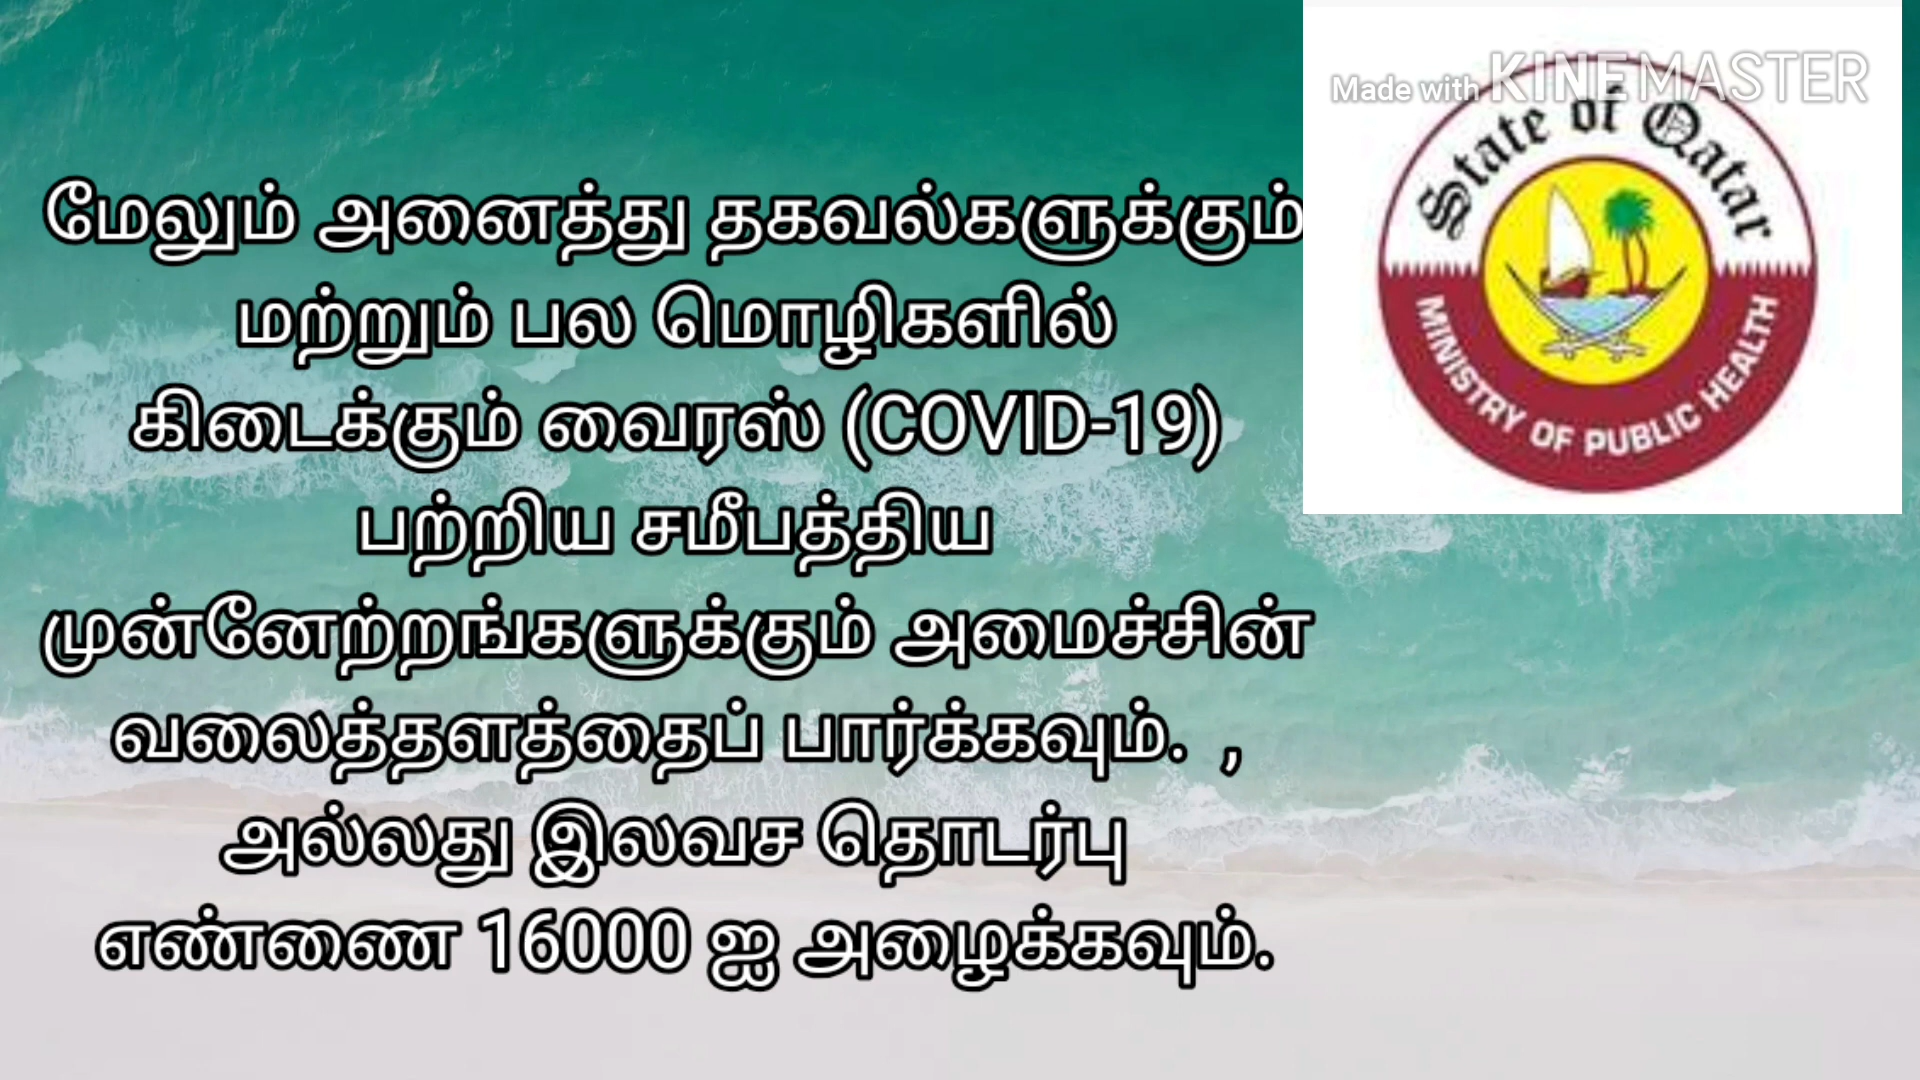 Made with KINEMASTER
State of Qatar
MINISTRY OF PUBLIC HEALTH
மேலும் அனைத்து தகவல்களுக்கும்
மற்றும் பல மொழிகளில்
கிடைக்கும் வைரஸ் (COVID-19)
பற்றிய சமீபத்திய
முன்னேற்றங்களுக்கும் அமைச்சின்
வலைத்தளத்தைப் பார்க்கவும். ,
அல்லது இலவச தொடர்பு
எண்ணை 16000 ஐ அழைக்கவும்.